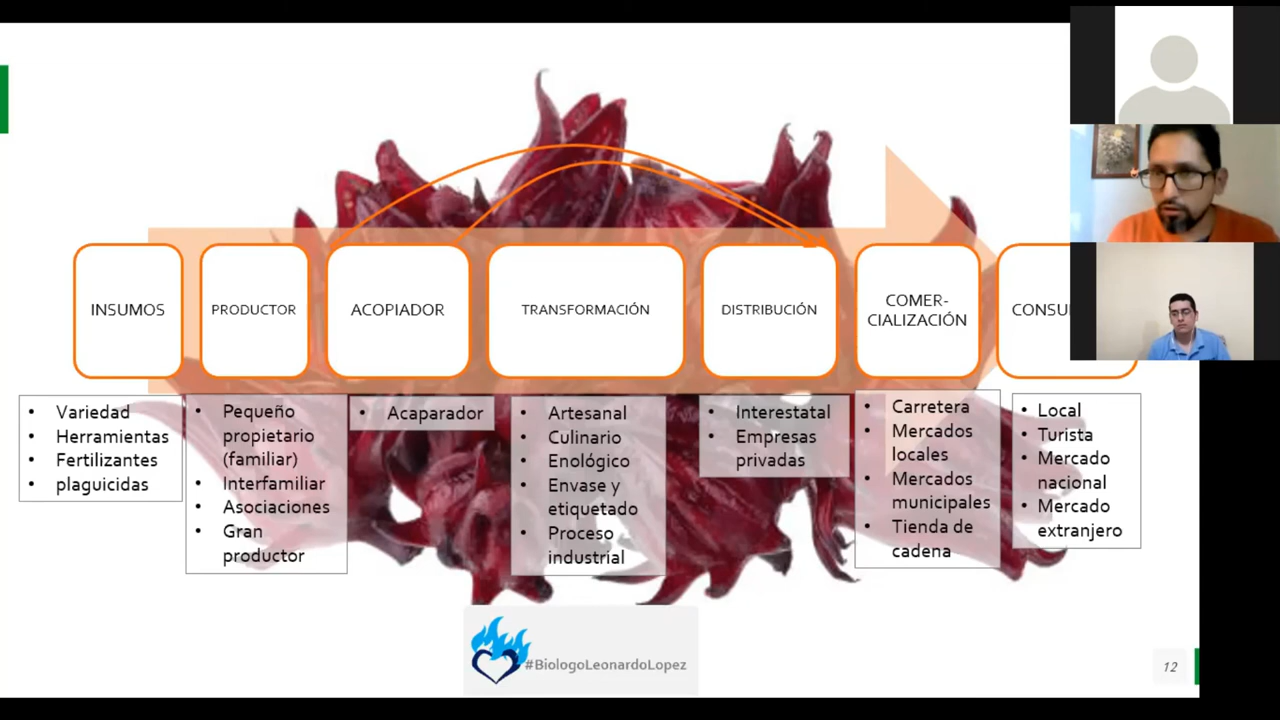 INSUMOS
PRODUCTOR
ACOPIADOR
TRANSFORMACIÓN
DISTRIBUCIÓN
COMER-
CIALIZACIÓN
• Variedad
• Herramientas
• Fertilizantes
• plaguicidas
• Pequeño
propietario
(familiar)
• Interfamiliar
• Asociaciones
• Gran
productor
• Acaparador
• Artesanal
• Culinario
• Enológico
• Envase y
etiquetado
• Proceso
industrial
• Interestatal
• Empresas
privadas
• Carretera
• Mercados
locales
• Mercados
municipales
• Tienda de
cadena
• Local
• Turista
• Mercado
nacional
• Mercado
extranjero
#BiologoLeonardoLopez
12